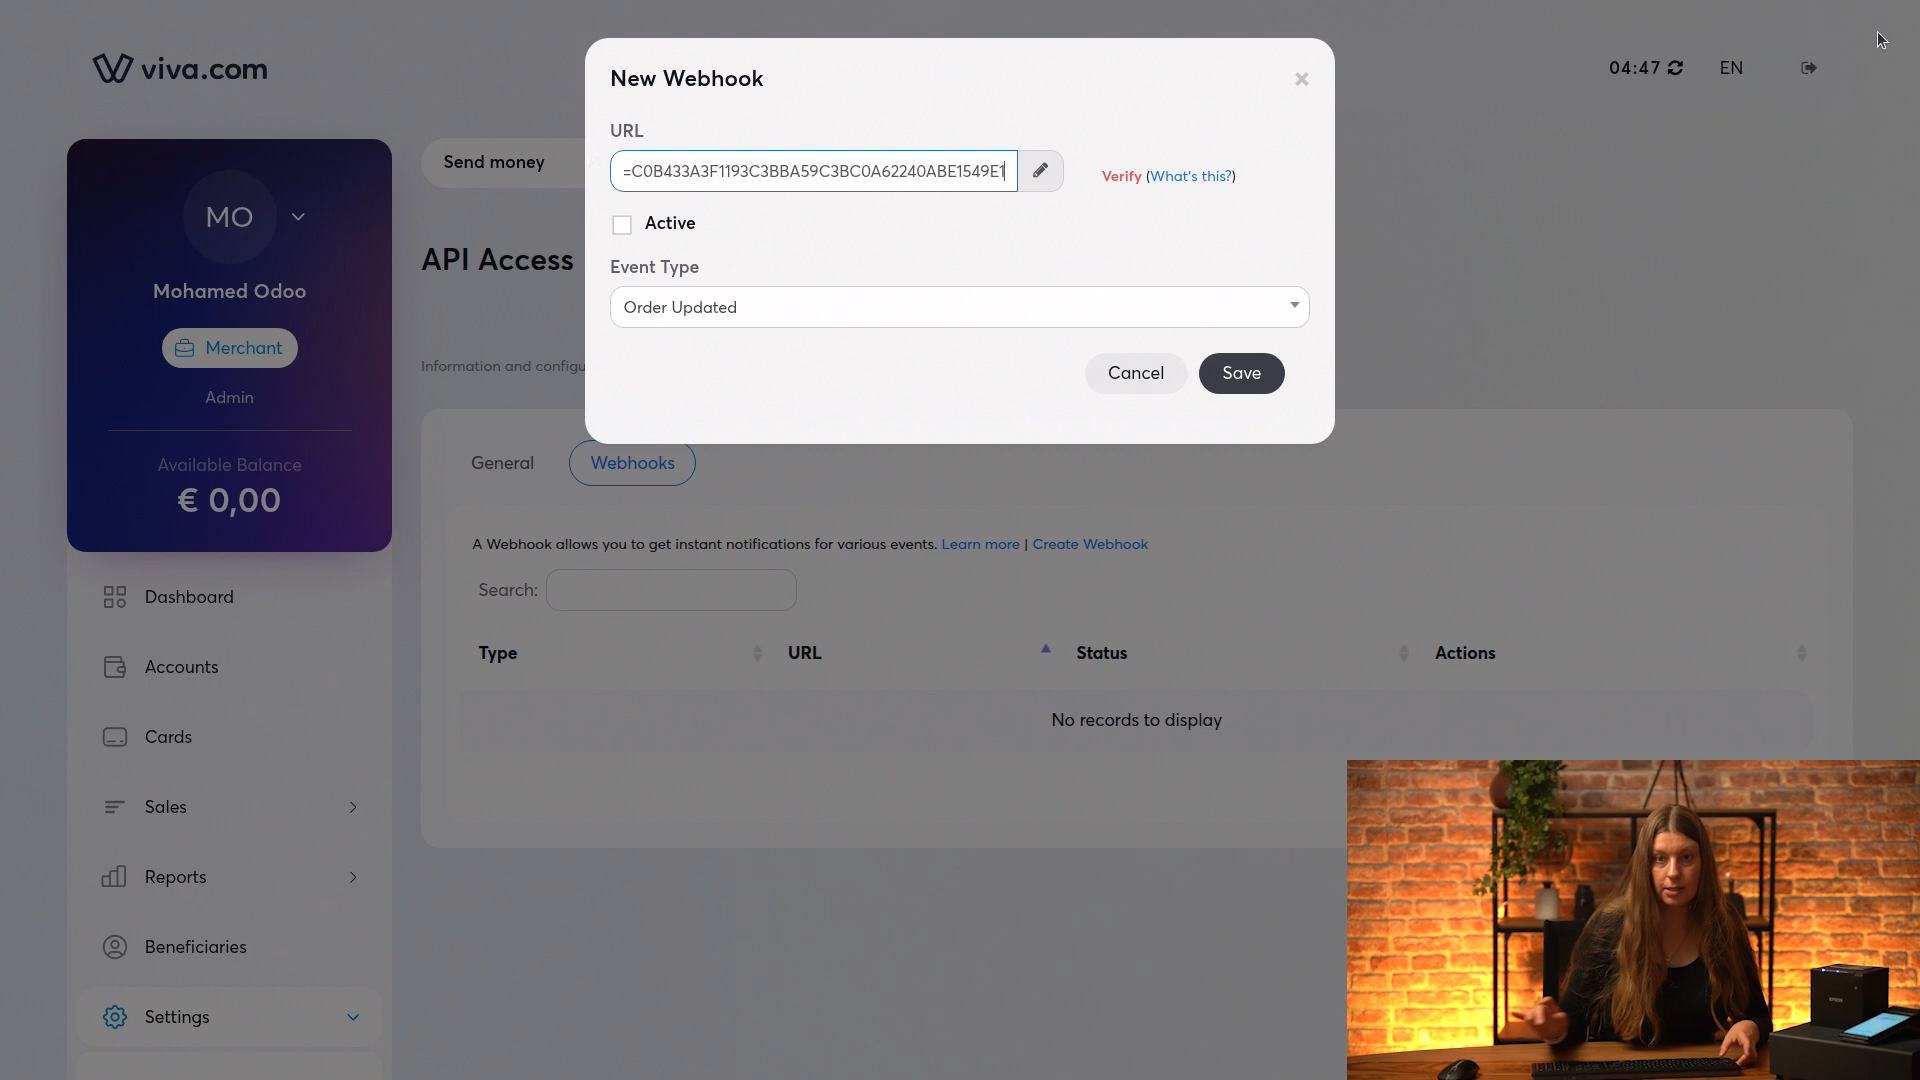 viva.com
04:47
EN
New Webhook
URL
=C0B433A3F1193C3BBA59C3BC0A62240ABE1549E1
Verify (What's this?)
Active
Event Type
Order Updated
Cancel
Save
MO
Mohamed Odoo
Merchant
Admin
Available Balance
€ 0,00
Dashboard
Accounts
Cards
Sales
Reports
Beneficiaries
Settings
Send money
API Access
Information and configu
General
Webhooks
A Webhook allows you to get instant notifications for various events. Learn more | Create Webhook
Search:
Type
URL
Status
Actions
No records to display
EPSON